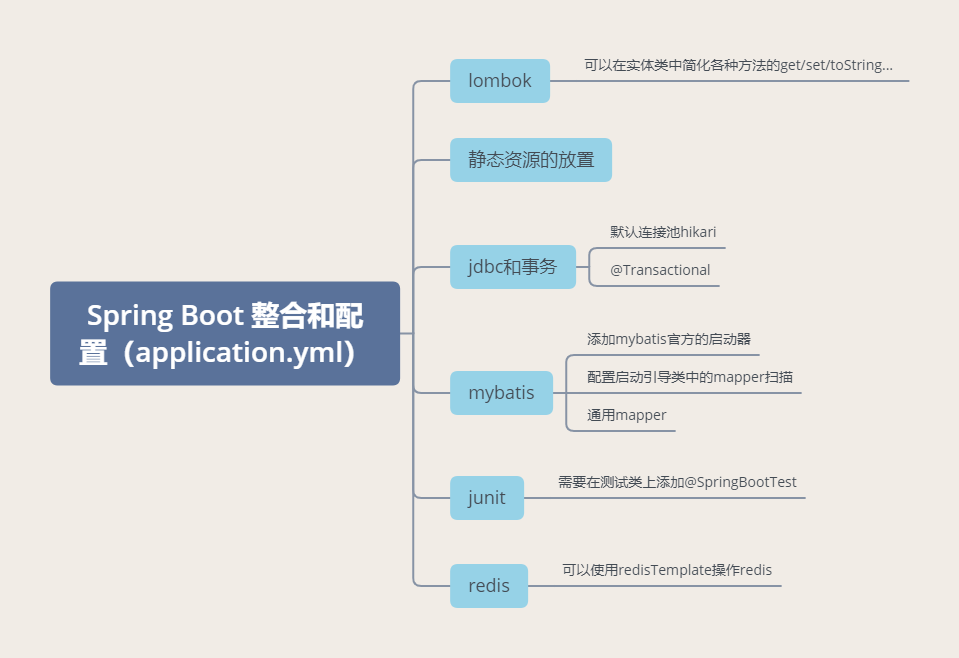 Spring Boot 整合和配
置（application.yml）
lombok
可以在实体类中简化各种方法的get/set/toString...
静态资源的放置
jdbc和事务
默认连接池hikari
@Transactional
mybatis
添加mybatis官方的启动器
配置启动引导类中的mapper扫描
通用mapper
junit
需要在测试类上添加@SpringBootTest
redis
可以使用redisTemplate操作redis